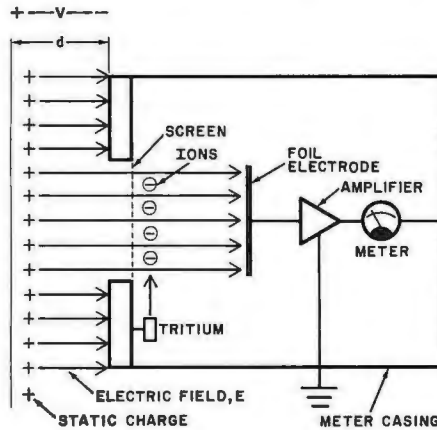 + -V-
d
SCREEN
IONS
FOIL
ELECTRODE
AMPLIFIER
METER
TRITIUM
ELECTRIC FIELD, E
STATIC CHARGE
METER CASING